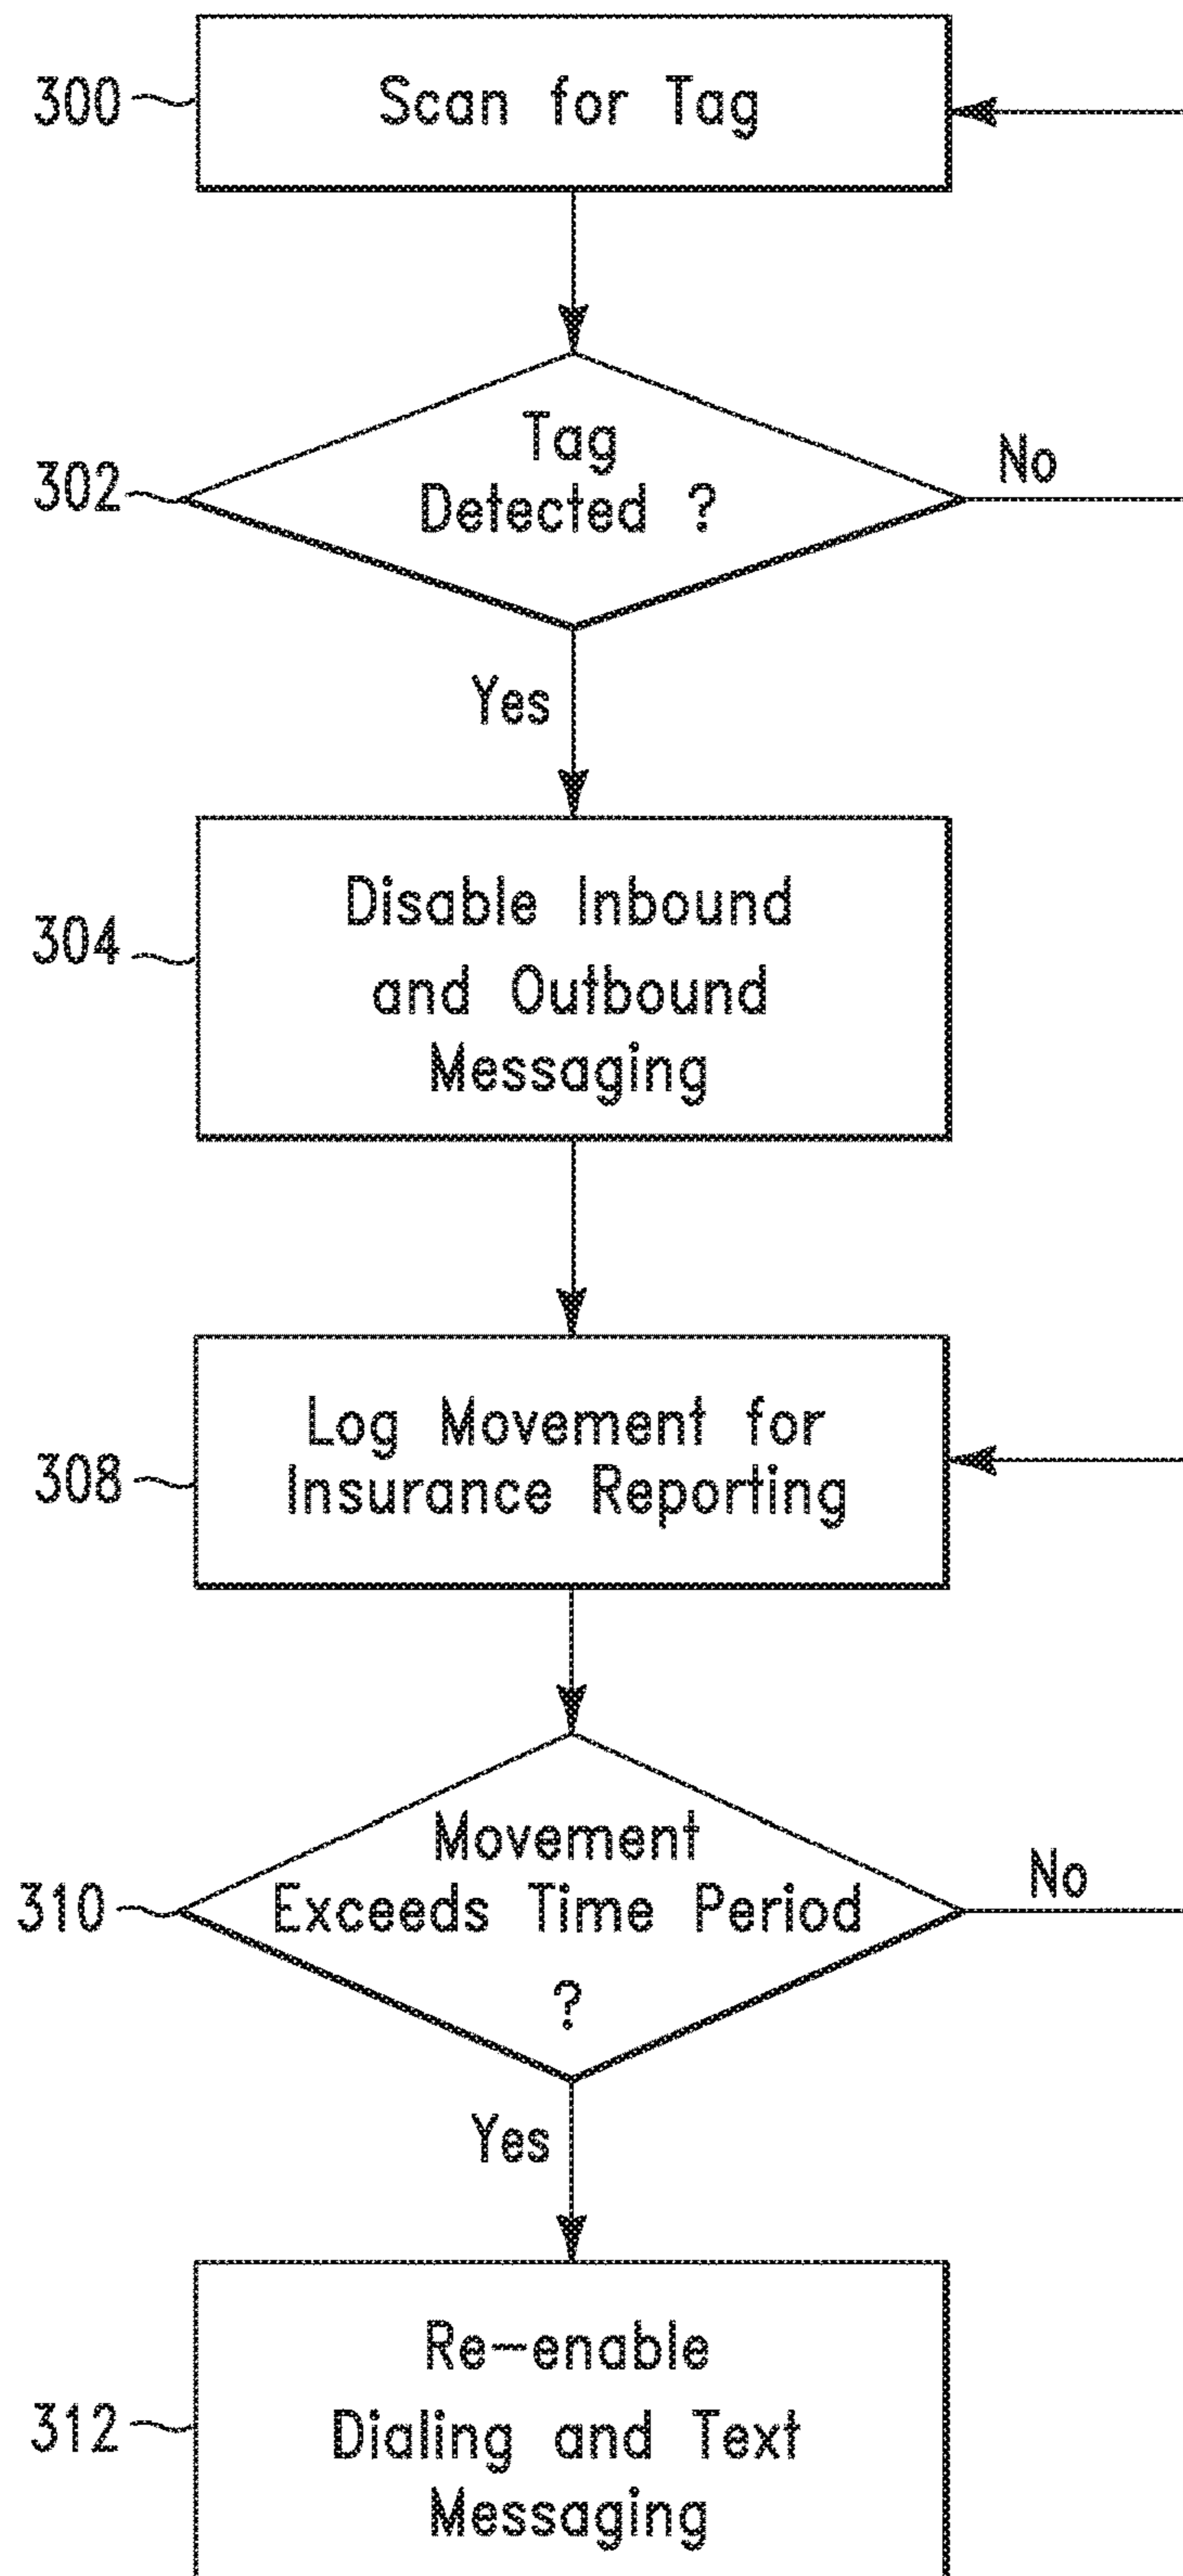 300
Scan for Tag
302
Tag
Detected ?
No
Yes
304
Disable Inbound
and Outbound
Messaging
308
Log Movement for
Insurance Reporting
310
Movement
Exceeds Time Period
?
No
Yes
312
Re-enable
Dialing and Text
Messaging